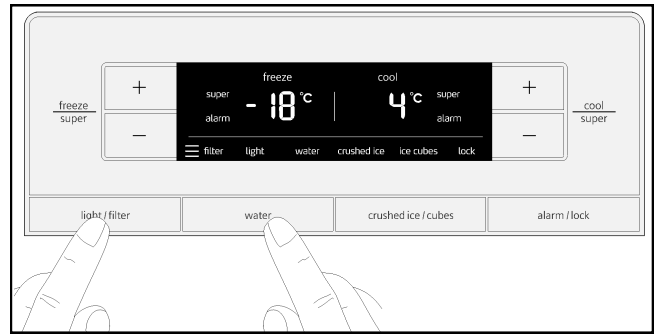 freeze cool
super -18 °C 4 °C super
alarm alarm
filter light water crushed ice ice cubes lock
freeze
super
+
−
+
−
cool
super
light / filter water crushed ice / cubes alarm / lock